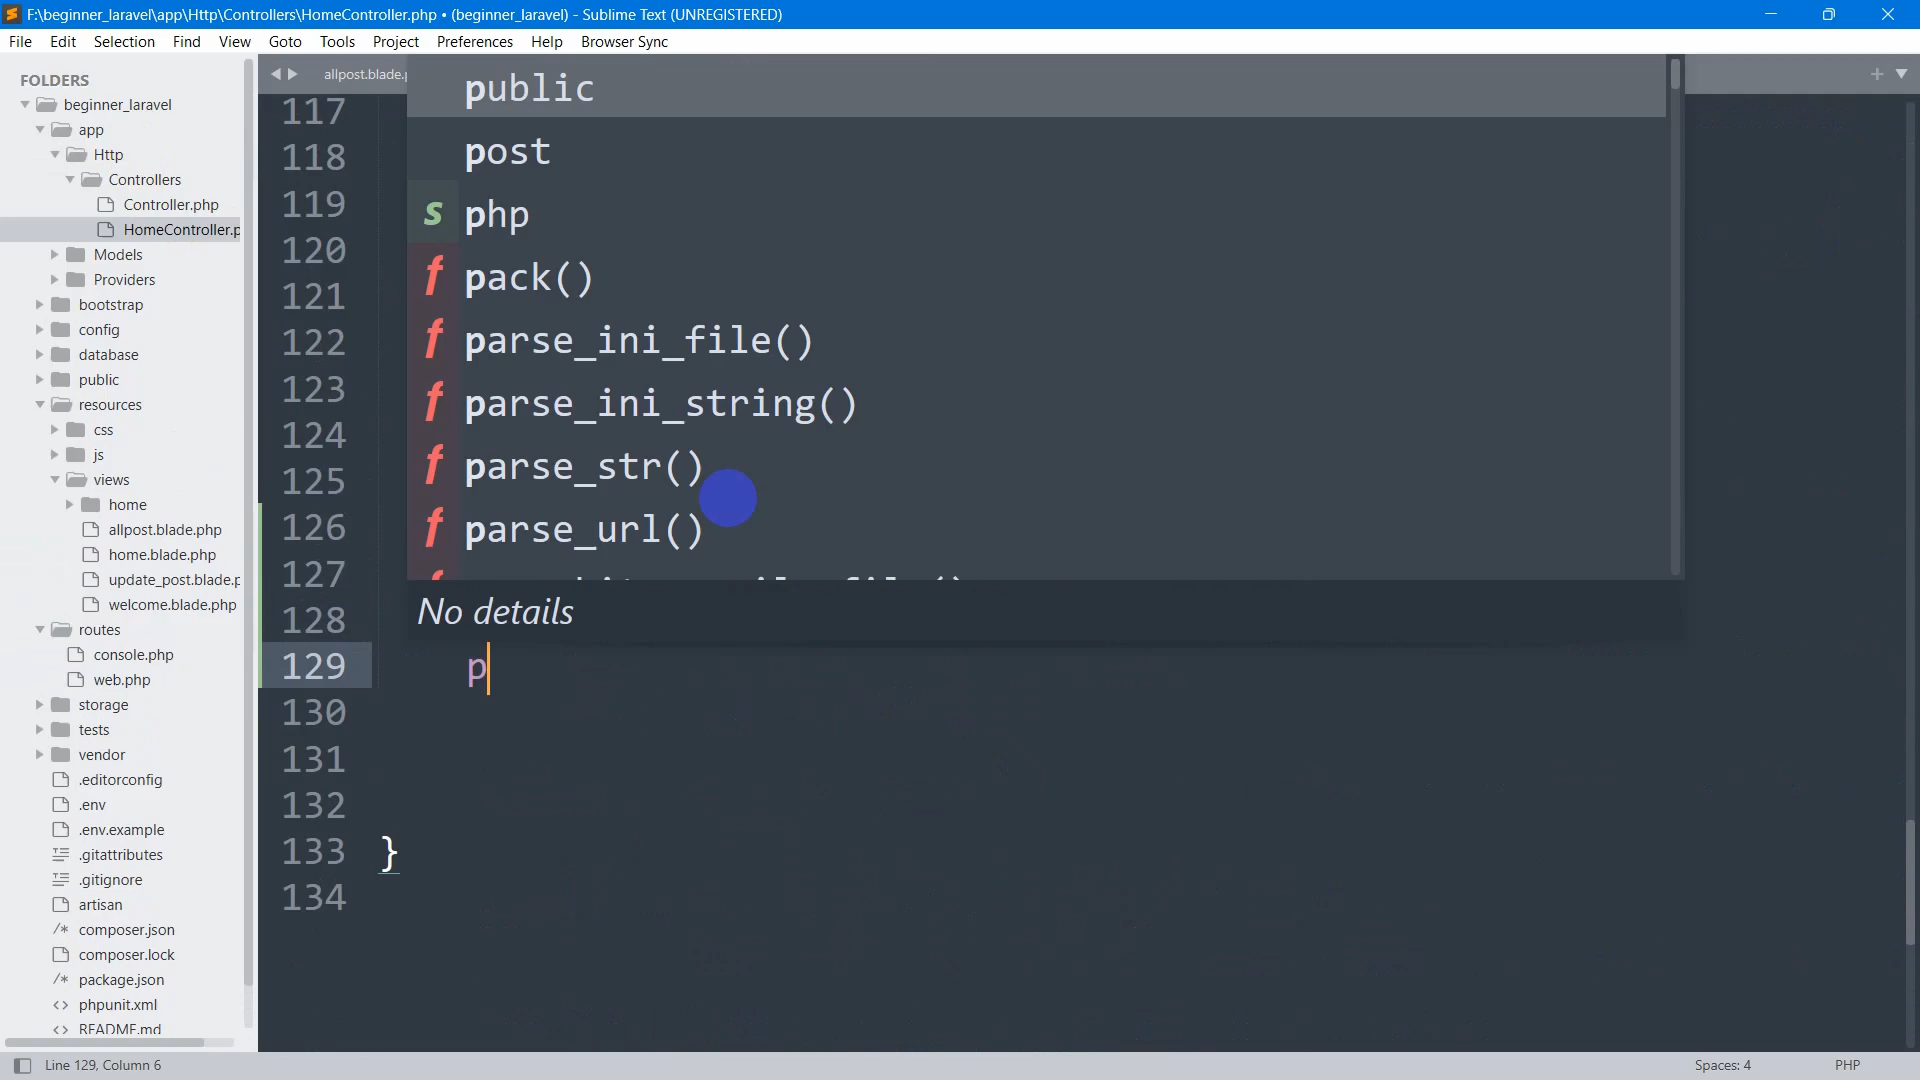 F:\beginner_laravel\app\Http\Controllers\HomeController.php • (beginner_laravel) - Sublime Text (UNREGISTERED)
File Edit Selection Find View Goto Tools Project Preferences Help Browser Sync
FOLDERS
beginner_laravel
app
Http
Controllers
Controller.php
HomeController.p
Models
Providers
bootstrap
config
database
public
resources
css
js
views
home
allpost.blade.php
home.blade.php
update_post.blade.p
welcome.blade.php
routes
console.php
web.php
storage
tests
vendor
.editorconfig
.env
.env.example
.gitattributes
.gitignore
artisan
composer.json
composer.lock
package.json
phpunit.xml
README.md
allpost.blade.p
117
118
119
120
121
122
123
124
125
126
127
128
129 p
130
131
132
133 }
134
public
post
s php
f pack()
f parse_ini_file()
f parse_ini_string()
f parse_str()
f parse_url()
No details
Line 129, Column 6
Spaces: 4
PHP